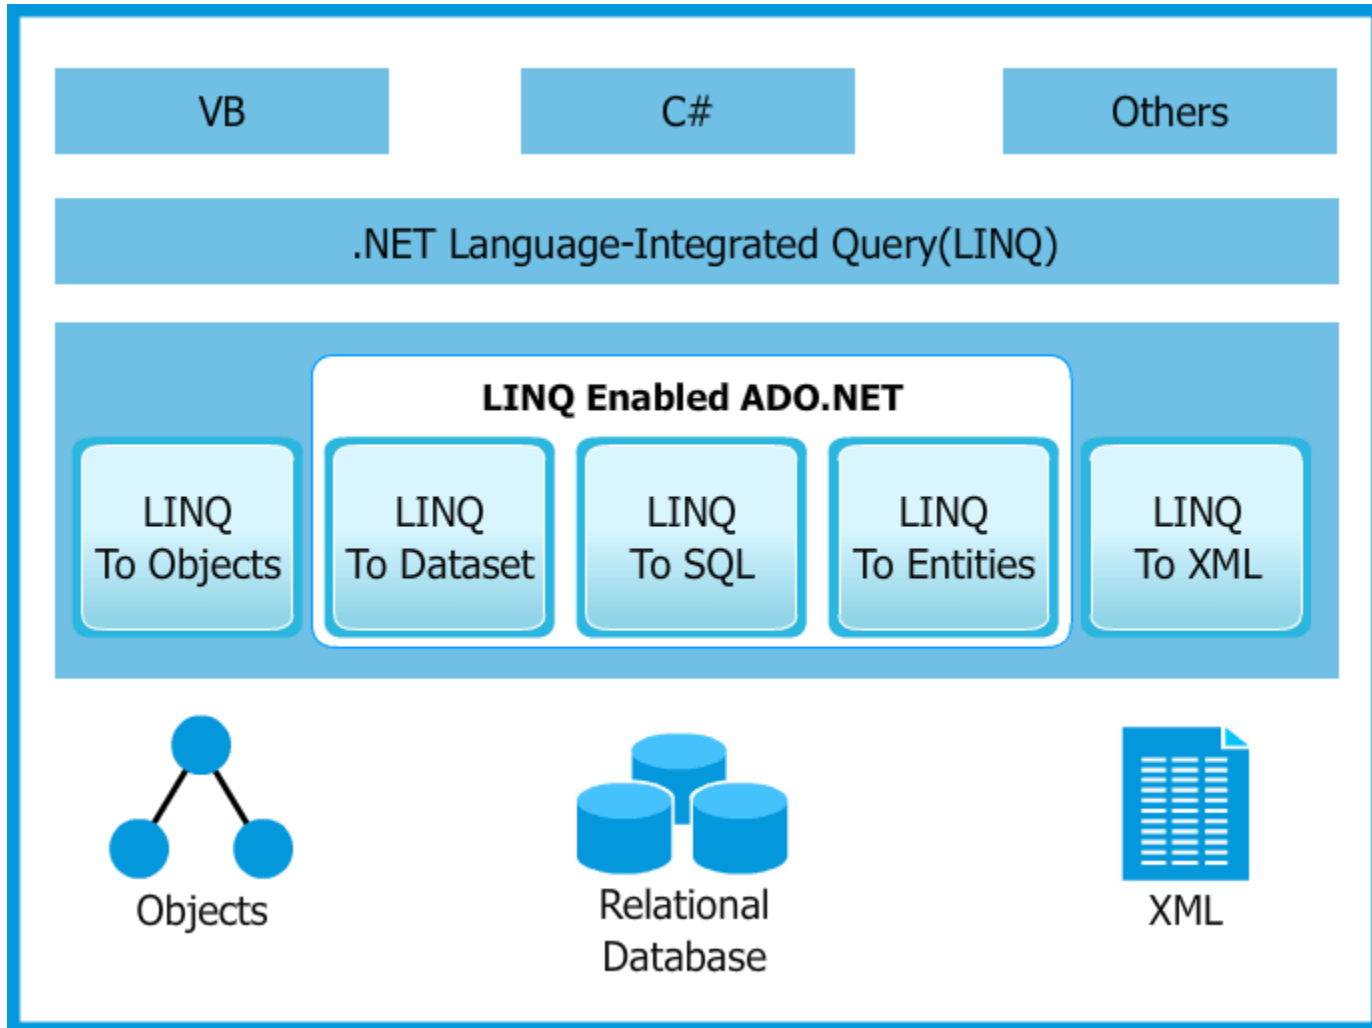 VB
C#
Others
.NET Language-Integrated Query(LINQ)
LINQ Enabled ADO.NET
LINQ
To Objects
LINQ
To Dataset
LINQ
To SQL
LINQ
To Entities
LINQ
To XML
Objects
Relational
Database
XML